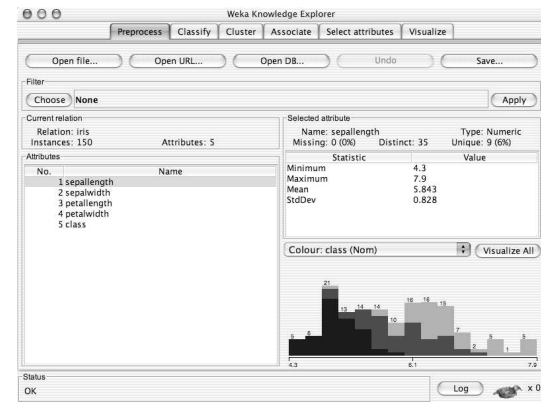 Weka Knowledge Explorer
Preprocess Classify Cluster Associate Select attributes Visualize
Open file... Open URL... Open DB... Undo Save...
Filter
Choose None Apply
Current relation
Relation: iris
Instances: 150 Attributes: 5
Selected attribute
Name: sepallength Type: Numeric
Missing: 0 (0%) Distinct: 35 Unique: 9 (6%)
Attributes
No. Name
1 sepallength
2 sepalwidth
3 petallength
4 petalwidth
5 class
Statistic Value
Minimum 4.3
Maximum 7.9
Mean 5.843
StdDev 0.828
Colour: class (Nom) Visualize All
21
16 16
14 14
13
10
7
5 5 5
2
1
4.3 6.1 7.9
Status
OK
Log x 0